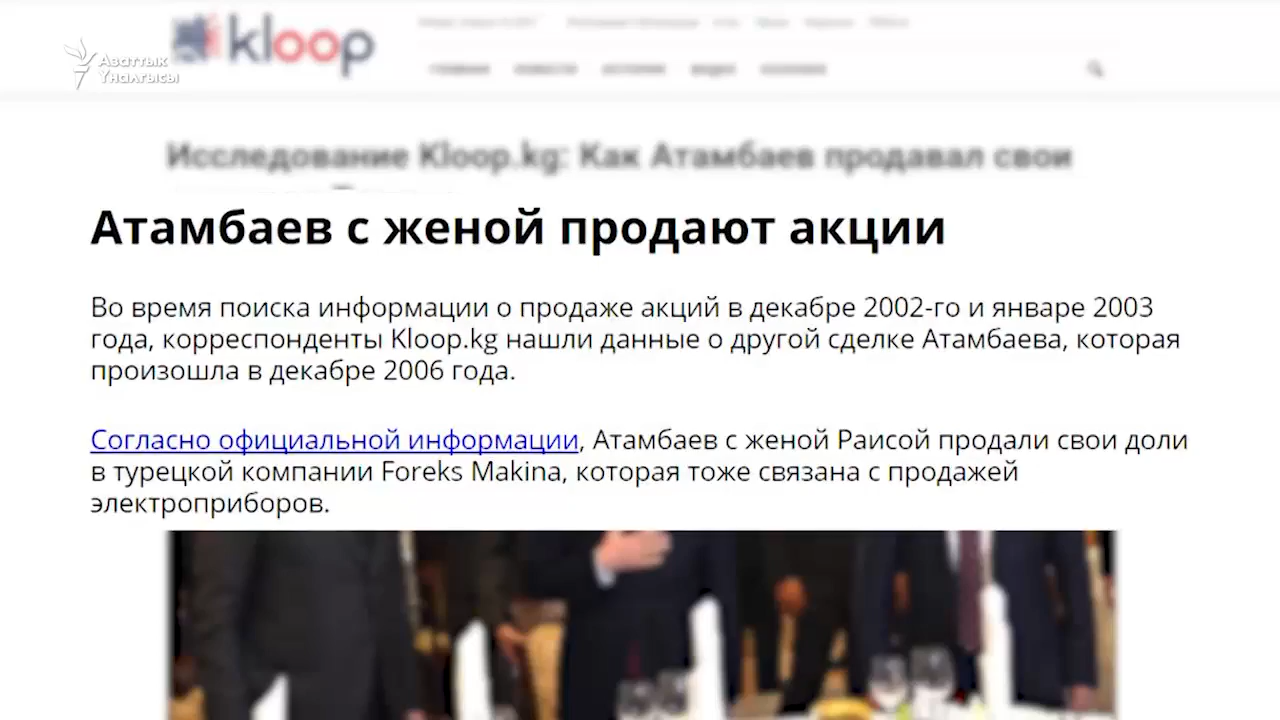 kloop
Азаттык
Үналгысы
Исследование Kloop.kg: Как Атамбаев продавал свои
Атамбаев с женой продают акции
Во время поиска информации о продаже акций в декабре 2002-го и январе 2003
года, корреспонденты Kloop.kg нашли данные о другой сделке Атамбаева, которая
произошла в декабре 2006 года.
Согласно официальной информации, Атамбаев с женой Раисой продали свои доли
в турецкой компании Foreks Makina, которая тоже связана с продажей
электроприборов.